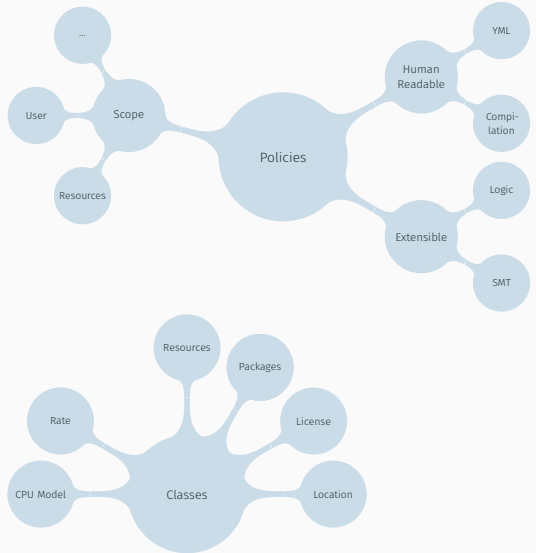 ...
User
Scope
Resources
Policies
Human
Readable
YML
Compi-
lation
Extensible
Logic
SMT
Resources
Packages
Rate
License
CPU Model
Classes
Location